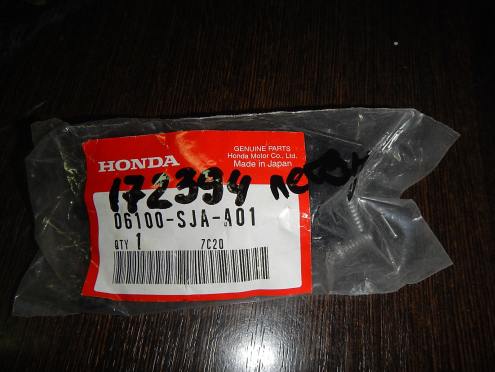 GENUINE PARTS
Honda Motor Co., Ltd.
Made in Japan
HONDA
172394
06100-SJA-A01
QTY 1 7C20